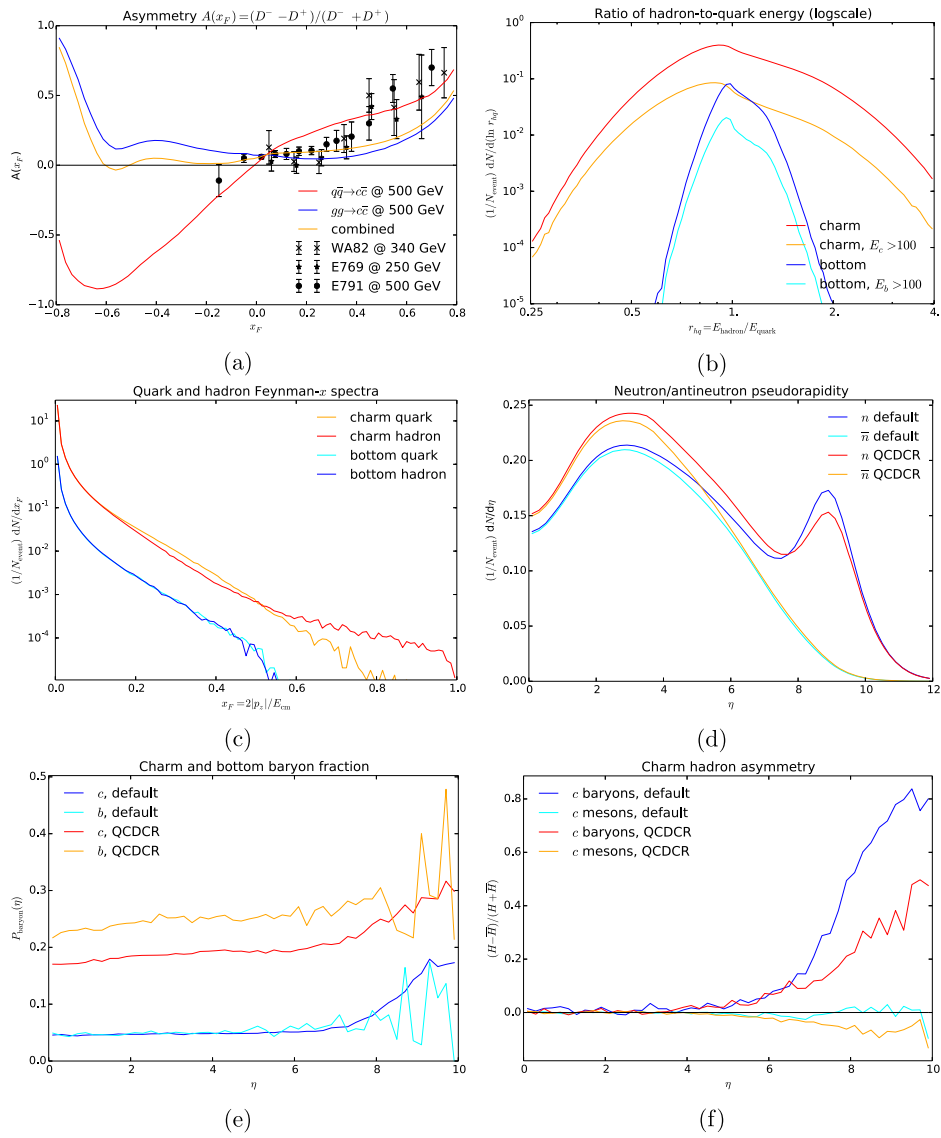 Asymmetry A(x_F)=(D^- −D^+)/(D^- +D^+)
A(x_F)
1.0
0.5
0.0
−0.5
−1.0
−0.8 −0.6 −0.4 −0.2 0.0 0.2 0.4 0.6 0.8
x_F
qq̅→cc̅ @ 500 GeV
gg→cc̅ @ 500 GeV
combined
WA82 @ 340 GeV
E769 @ 250 GeV
E791 @ 500 GeV
(a)
Ratio of hadron-to-quark energy (logscale)
(1/N_event) dN/d(ln r_hq)
10^0
10^-1
10^-2
10^-3
10^-4
10^-5
0.25 0.5 1.0 2.0 4.
r_hq=E_hadron/E_quark
charm
charm, E_c >100
bottom
bottom, E_b >100
(b)
Quark and hadron Feynman-x spectra
(1/N_event) dN/dx_F
10^1
10^0
10^-1
10^-2
10^-3
10^-4
0.0 0.2 0.4 0.6 0.8 1.0
x_F=2|p_z|/E_cm
charm quark
charm hadron
bottom quark
bottom hadron
(c)
Neutron/antineutron pseudorapidity
(1/N_event) dN/dη
0.25
0.20
0.15
0.10
0.05
0.00
0 2 4 6 8 10 12
η
n default
n̅ default
n QCDCR
n̅ QCDCR
(d)
Charm and bottom baryon fraction
P_baryon(η)
0.5
0.4
0.3
0.2
0.1
0.0
0 2 4 6 8 10
η
c, default
b, default
c, QCDCR
b, QCDCR
(e)
Charm hadron asymmetry
(H−H̅)/(H+H̅)
0.8
0.6
0.4
0.2
0.0
0 2 4 6 8 10
η
c baryons, default
c mesons, default
c baryons, QCDCR
c mesons, QCDCR
(f)